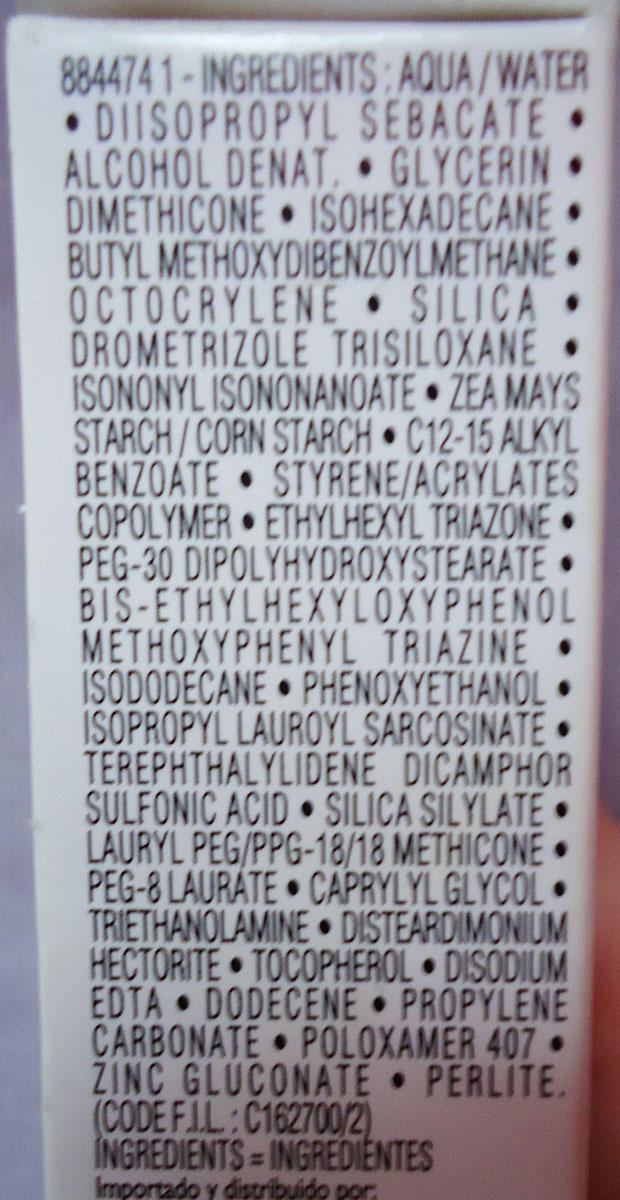 884474 1 - INGREDIENTS : AQUA / WATER
• DIISOPROPYL SEBACATE •
ALCOHOL DENAT. • GLYCERIN •
DIMETHICONE • ISOHEXADECANE •
BUTYL METHOXYDIBENZOYLMETHANE •
OCTOCRYLENE • SILICA •
DROMETRIZOLE TRISILOXANE •
ISONONYL ISONONANOATE • ZEA MAYS
STARCH / CORN STARCH • C12-15 ALKYL
BENZOATE • STYRENE/ACRYLATES
COPOLYMER • ETHYLHEXYL TRIAZONE •
PEG-30 DIPOLYHYDROXYSTEARATE •
BIS-ETHYLHEXYLOXYPHENOL
METHOXYPHENYL TRIAZINE •
ISODODECANE • PHENOXYETHANOL •
ISOPROPYL LAUROYL SARCOSINATE •
TEREPHTHALYLIDENE DICAMPHOR
SULFONIC ACID • SILICA SILYLATE •
LAURYL PEG/PPG-18/18 METHICONE •
PEG-8 LAURATE • CAPRYLYL GLYCOL •
TRIETHANOLAMINE • DISTEARDIMONIUM
HECTORITE • TOCOPHEROL • DISODIUM
EDTA • DODECENE • PROPYLENE
CARBONATE • POLOXAMER 407 •
ZINC GLUCONATE • PERLITE.
(CODE F.I.L. : C162700/2)
INGREDIENTS = INGREDIENTES
Importado y distribuido por: